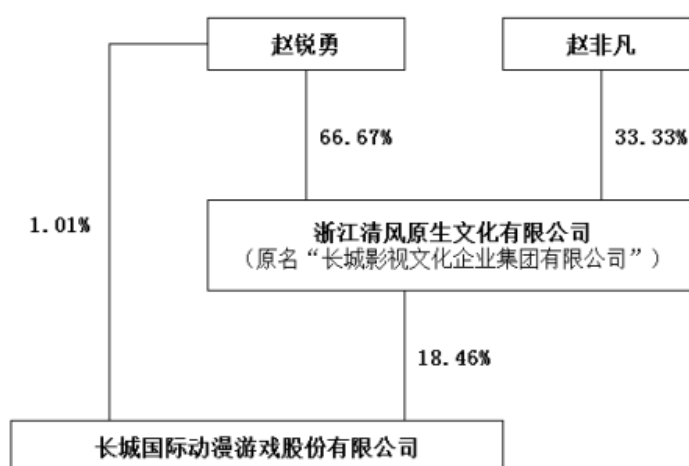 赵锐勇
赵非凡
66.67%
33.33%
1.01%
浙江清风原生文化有限公司
（原名“长城影视文化企业集团有限公司”）
18.46%
长城国际动漫游戏股份有限公司